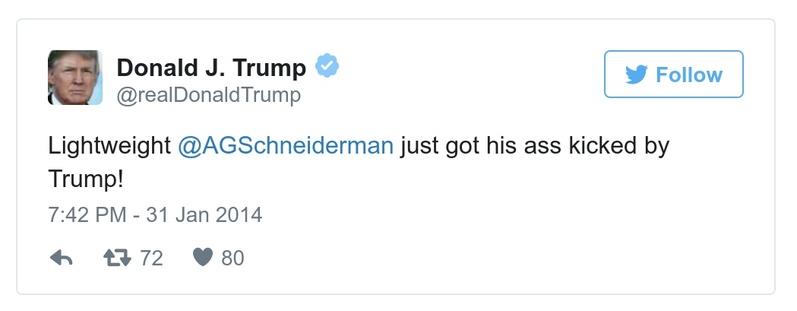 Donald J. Trump
@realDonaldTrump
Follow
Lightweight @AGSchneiderman just got his ass kicked by
Trump!
7:42 PM - 31 Jan 2014
72 80